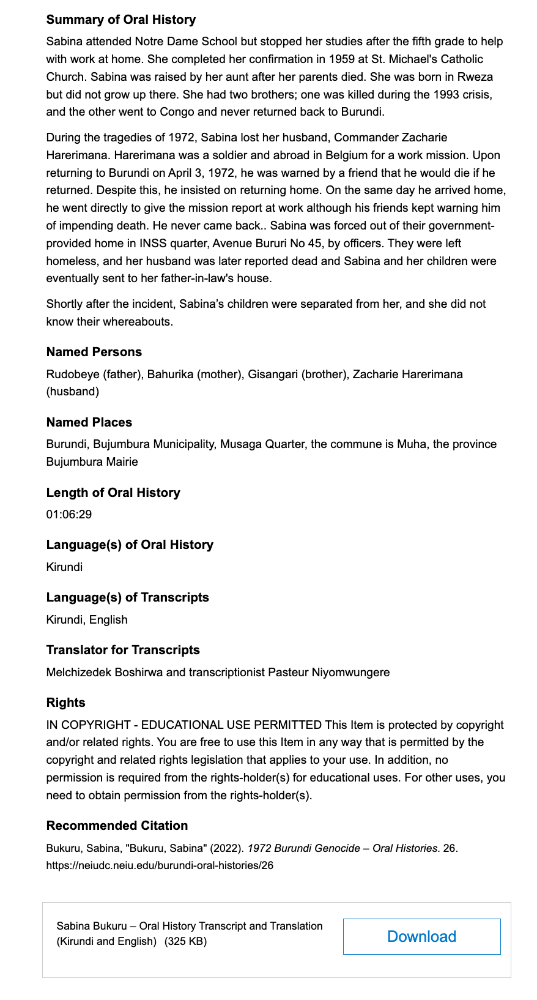 Summary of Oral History
Sabina attended Notre Dame School but stopped her studies after the fifth grade to help
with work at home. She completed her confirmation in 1959 at St. Michael's Catholic
Church. Sabina was raised by her aunt after her parents died. She was born in Rweza
but did not grow up there. She had two brothers; one was killed during the 1993 crisis,
and the other went to Congo and never returned back to Burundi.
During the tragedies of 1972, Sabina lost her husband, Commander Zacharie
Harerimana. Harerimana was a soldier and abroad in Belgium for a work mission. Upon
returning to Burundi on April 3, 1972, he was warned by a friend that he would die if he
returned. Despite this, he insisted on returning home. On the same day he arrived home,
he went directly to give the mission report at work although his friends kept warning him
of impending death. He never came back.. Sabina was forced out of their government-
provided home in INSS quarter, Avenue Bururi No 45, by officers. They were left
homeless, and her husband was later reported dead and Sabina and her children were
eventually sent to her father-in-law's house.
Shortly after the incident, Sabina’s children were separated from her, and she did not
know their whereabouts.
Named Persons
Rudobeye (father), Bahurika (mother), Gisangari (brother), Zacharie Harerimana
(husband)
Named Places
Burundi, Bujumbura Municipality, Musaga Quarter, the commune is Muha, the province
Bujumbura Mairie
Length of Oral History
01:06:29
Language(s) of Oral History
Kirundi
Language(s) of Transcripts
Kirundi, English
Translator for Transcripts
Melchizedek Boshirwa and transcriptionist Pasteur Niyomwungere
Rights
IN COPYRIGHT - EDUCATIONAL USE PERMITTED This Item is protected by copyright
and/or related rights. You are free to use this Item in any way that is permitted by the
copyright and related rights legislation that applies to your use. In addition, no
permission is required from the rights-holder(s) for educational uses. For other uses, you
need to obtain permission from the rights-holder(s).
Recommended Citation
Bukuru, Sabina, "Bukuru, Sabina" (2022). 1972 Burundi Genocide – Oral Histories. 26.
https://neiudc.neiu.edu/burundi-oral-histories/26
Sabina Bukuru – Oral History Transcript and Translation
(Kirundi and English) (325 KB)
Download